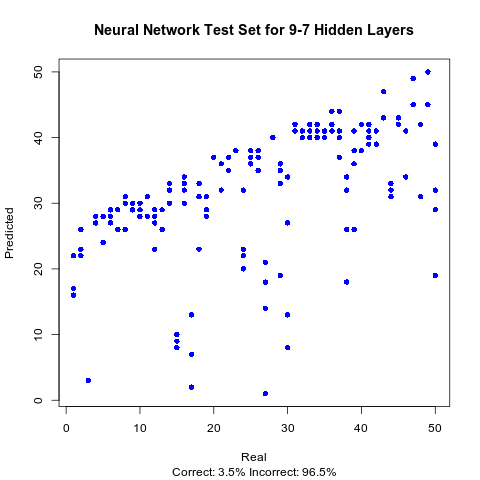 Neural Network Test Set for 9-7 Hidden Layers
Predicted
50
40
30
20
10
0
0 10 20 30 40 50
Real
Correct: 3.5% Incorrect: 96.5%